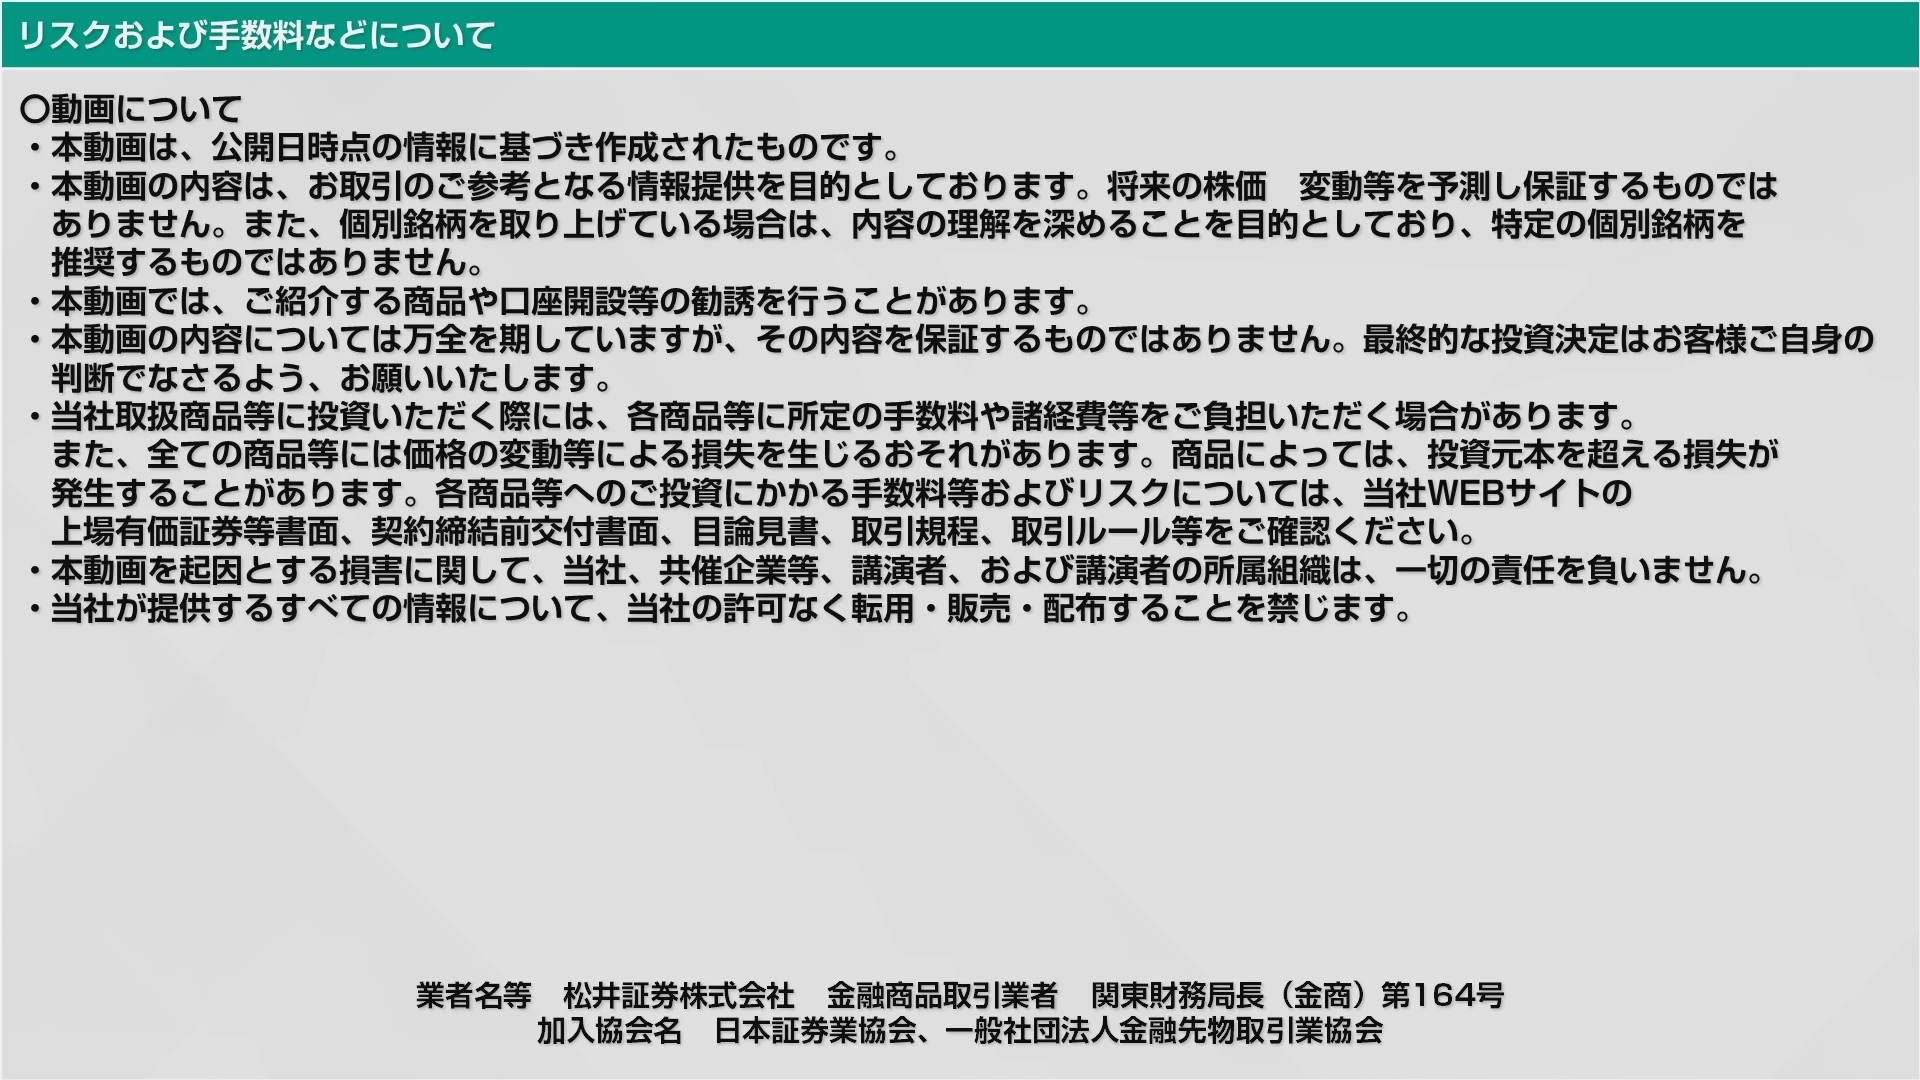 リスクおよび手数料などについて
〇動画について
・本動画は、公開日時点の情報に基づき作成されたものです。
・本動画の内容は、お取引のご参考となる情報提供を目的としております。将来の株価　変動等を予測し保証するものでは
ありません。また、個別銘柄を取り上げている場合は、内容の理解を深めることを目的としており、特定の個別銘柄を
推奨するものではありません。
・本動画では、ご紹介する商品や口座開設等の勧誘を行うことがあります。
・本動画の内容については万全を期していますが、その内容を保証するものではありません。最終的な投資決定はお客様ご自身の
判断でなさるよう、お願いいたします。
・当社取扱商品等に投資いただく際には、各商品等に所定の手数料や諸経費等をご負担いただく場合があります。
また、全ての商品等には価格の変動等による損失を生じるおそれがあります。商品によっては、投資元本を超える損失が
発生することがあります。各商品等へのご投資にかかる手数料等およびリスクについては、当社WEBサイトの
上場有価証券等書面、契約締結前交付書面、目論見書、取引規程、取引ルール等をご確認ください。
・本動画を起因とする損害に関して、当社、共催企業等、講演者、および講演者の所属組織は、一切の責任を負いません。
・当社が提供するすべての情報について、当社の許可なく転用・販売・配布することを禁じます。
業者名等　松井証券株式会社　金融商品取引業者　関東財務局長（金商）第164号
加入協会名　日本証券業協会、一般社団法人金融先物取引業協会